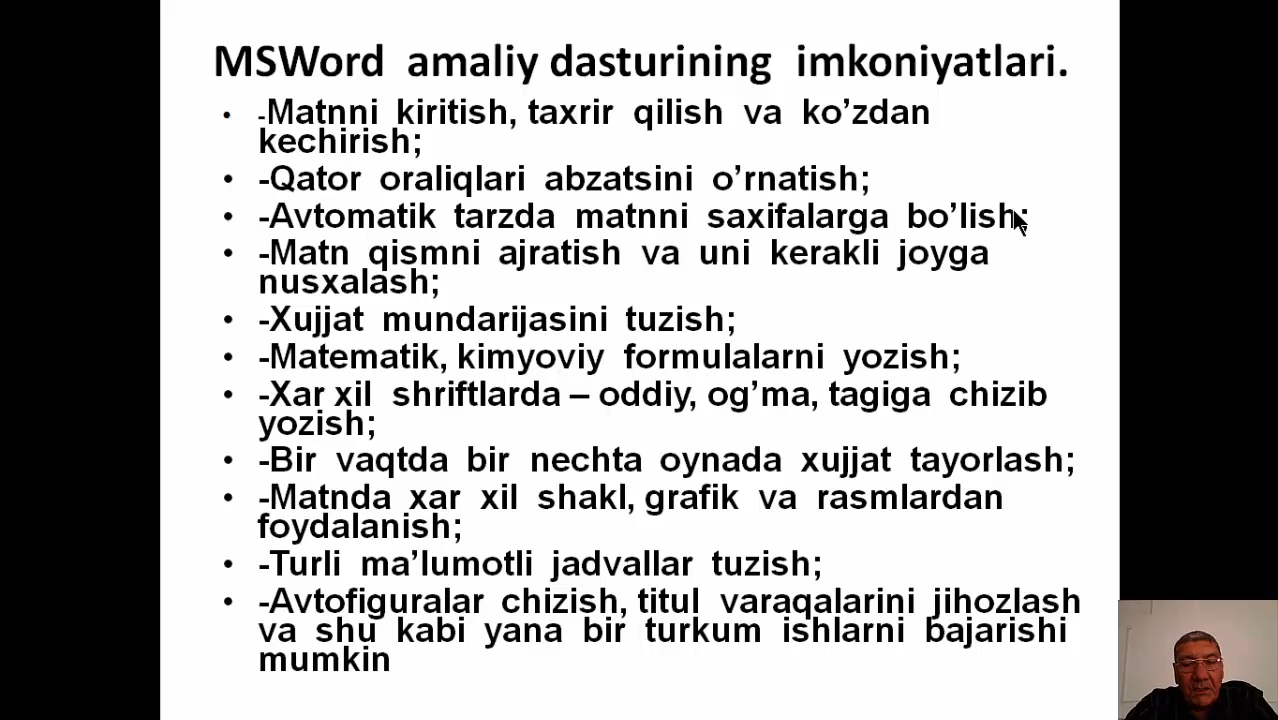 MSWord amaliy dasturining imkoniyatlari.
• -Matnni kiritish, taxrir qilish va ko’zdan
kechirish;
• -Qator oraliqlari abzatsini o’rnatish;
• -Avtomatik tarzda matnni saxifalarga bo’lish;
• -Matn qismni ajratish va uni kerakli joyga
nusxalash;
• -Xujjat mundarijasini tuzish;
• -Matematik, kimyoviy formulalarni yozish;
• -Xar xil shriftlarda – oddiy, og’ma, tagiga chizib
yozish;
• -Bir vaqtda bir nechta oynada xujjat tayorlash;
• -Matnda xar xil shakl, grafik va rasmlardan
foydalanish;
• -Turli ma’lumotli jadvallar tuzish;
• -Avtofiguralar chizish, titul varaqalarini jihozlash
va shu kabi yana bir turkum ishlarni bajarishi
mumkin